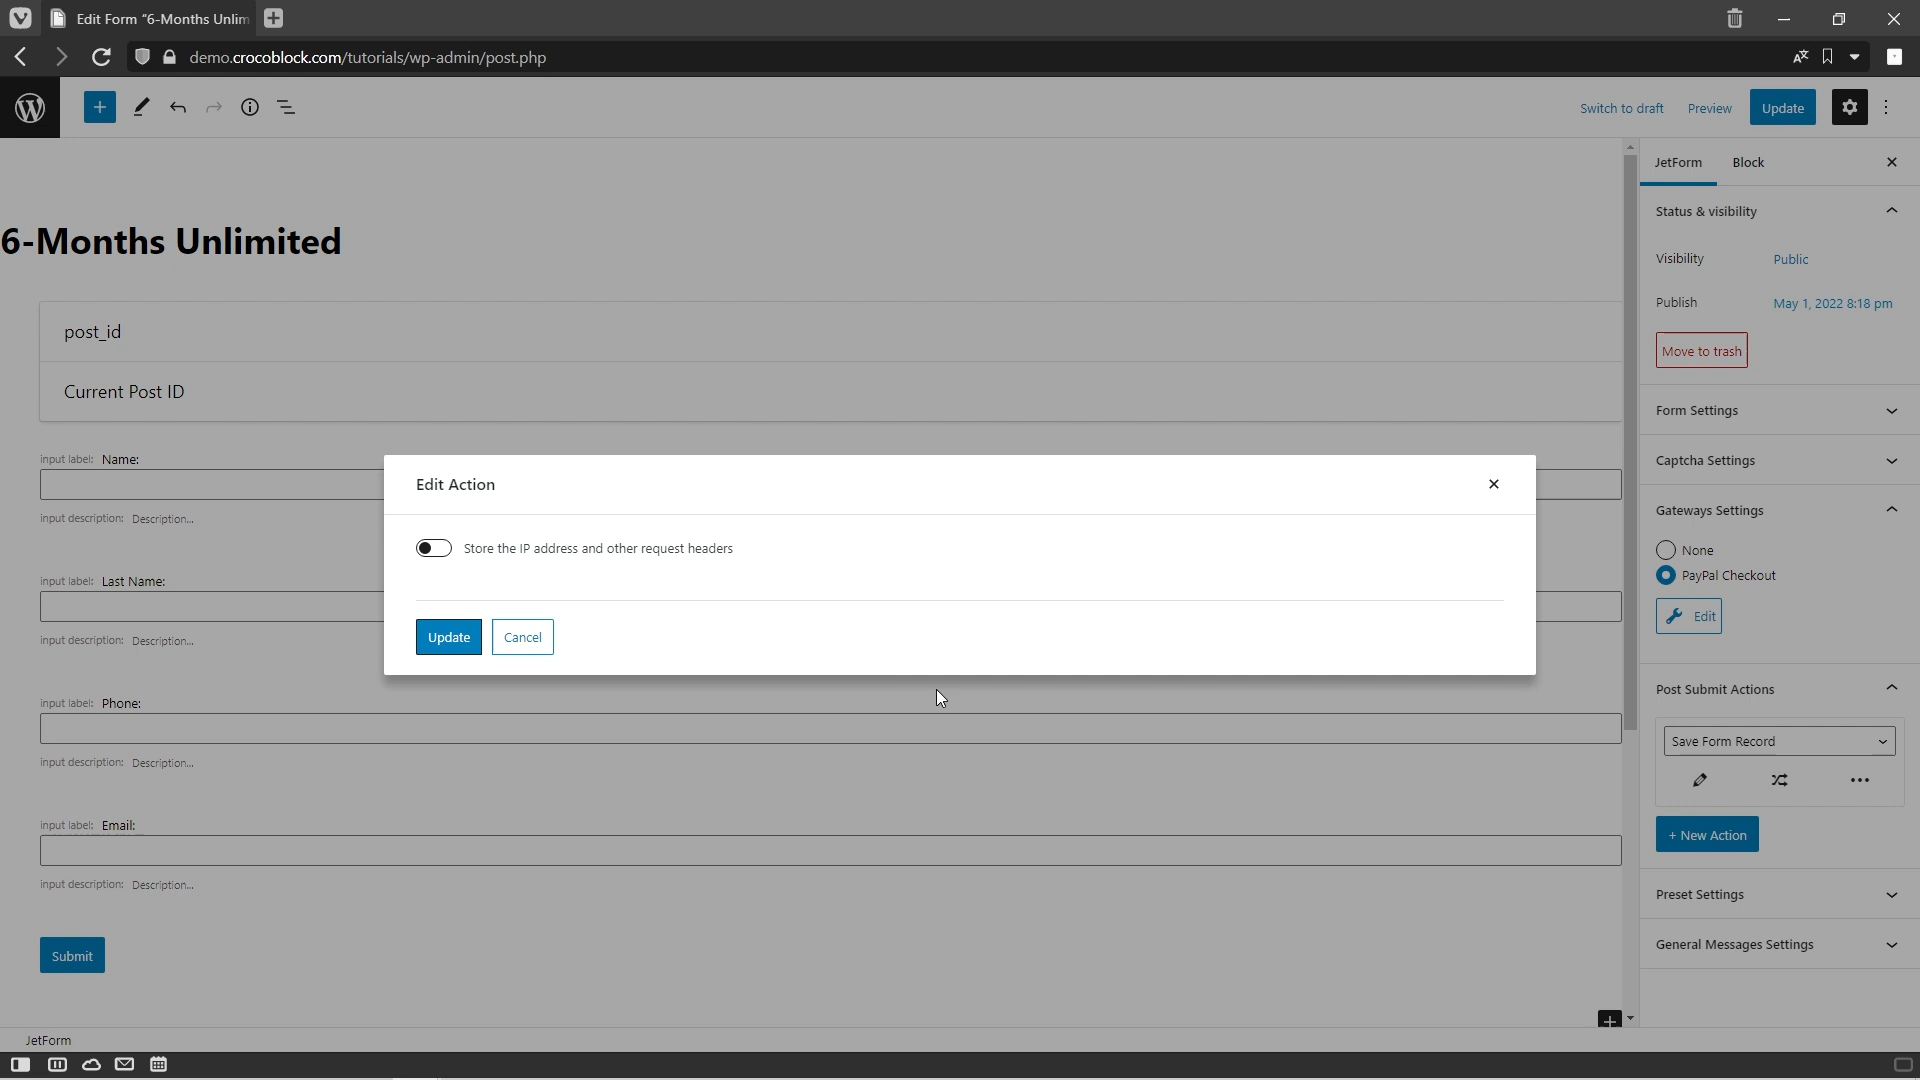 Edit Form "6-Months Unlim
demo.crocoblock.com/tutorials/wp-admin/post.php
Switch to draft
Preview
Update
JetForm
Block
Status & visibility
Visibility
Public
Publish
May 1, 2022 8:18 pm
Move to trash
Form Settings
Captcha Settings
Gateways Settings
None
PayPal Checkout
Edit
Post Submit Actions
Save Form Record
+ New Action
Preset Settings
General Messages Settings
6-Months Unlimited
post_id
Current Post ID
input label: Name:
input description: Description...
input label: Last Name:
input description: Description...
input label: Phone:
input description: Description...
input label: Email:
input description: Description...
Submit
Edit Action
Store the IP address and other request headers
Update
Cancel
JetForm